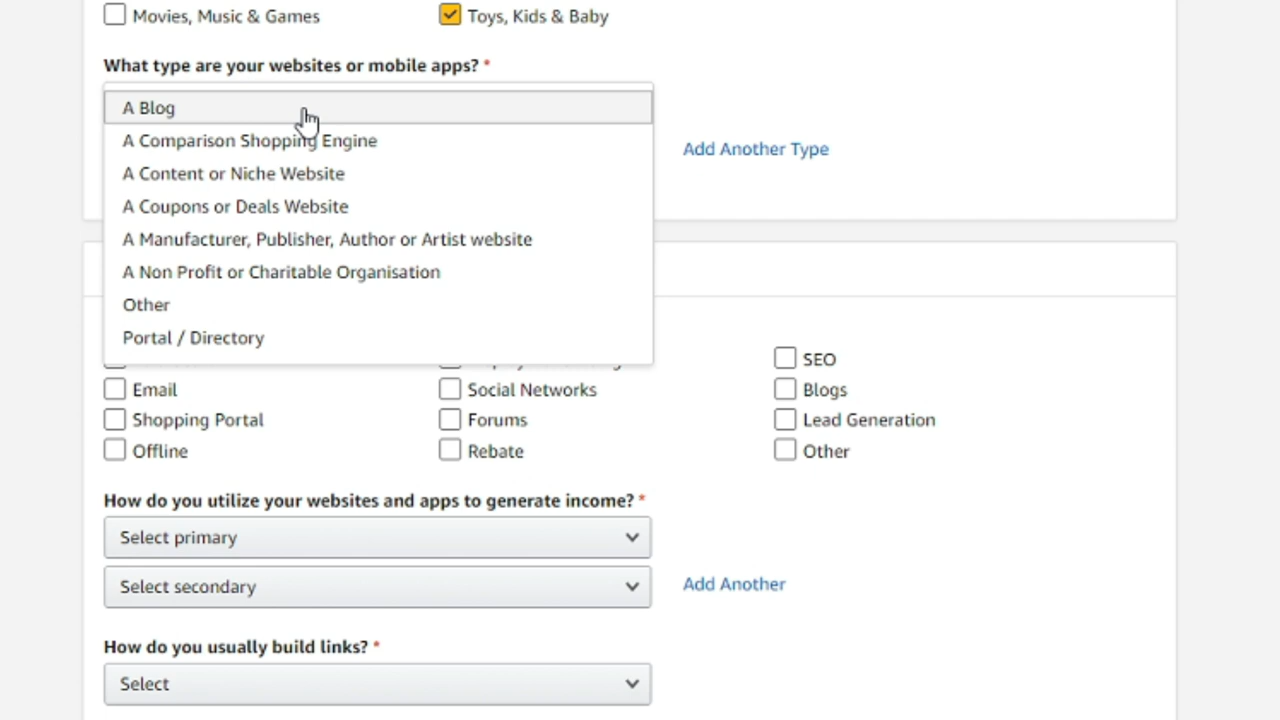 Movies, Music & Games
Toys, Kids & Baby
What type are your websites or mobile apps? *
A Blog
A Comparison Shopping Engine
Add Another Type
A Content or Niche Website
A Coupons or Deals Website
A Manufacturer, Publisher, Author or Artist website
A Non Profit or Charitable Organisation
Other
Portal / Directory
SEO
Email
Social Networks
Blogs
Shopping Portal
Forums
Lead Generation
Offline
Rebate
Other
How do you utilize your websites and apps to generate income? *
Select primary
Select secondary
Add Another
How do you usually build links? *
Select